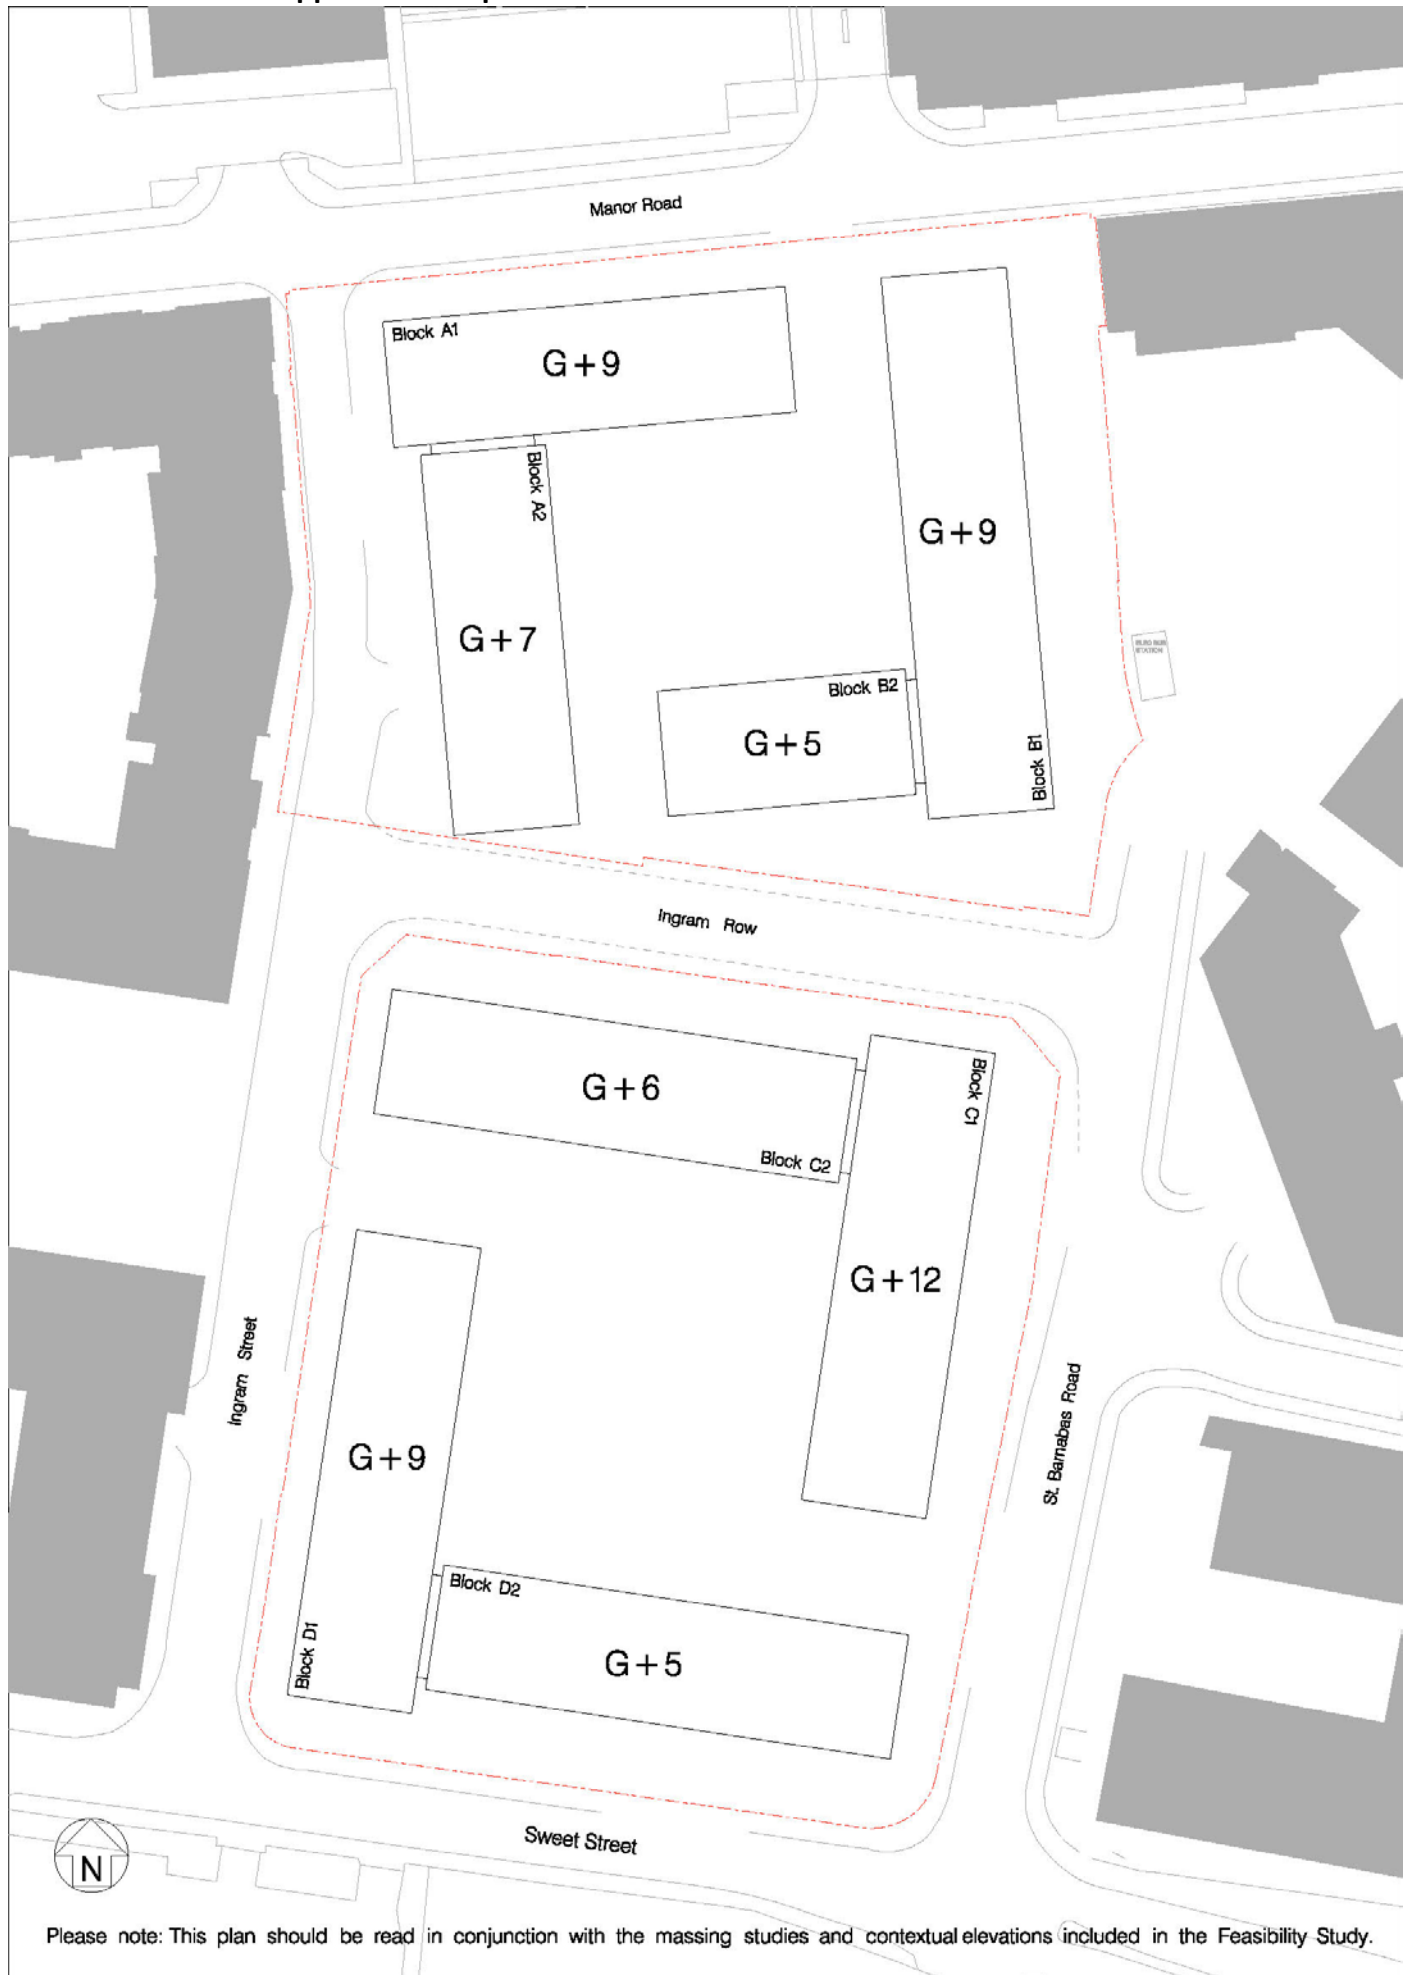 Manor Road
Block A1
G+9
Block A2
G+9
G+7
Block B2
G+5
Block B1
Ingram Row
G+6
Block C1
Block C2
G+12
Ingram Street
St. Barnabas Road
G+9
Block D2
Block D1
G+5
Sweet Street
N
Please note: This plan should be read in conjunction with the massing studies and contextual elevations included in the Feasibility Study.